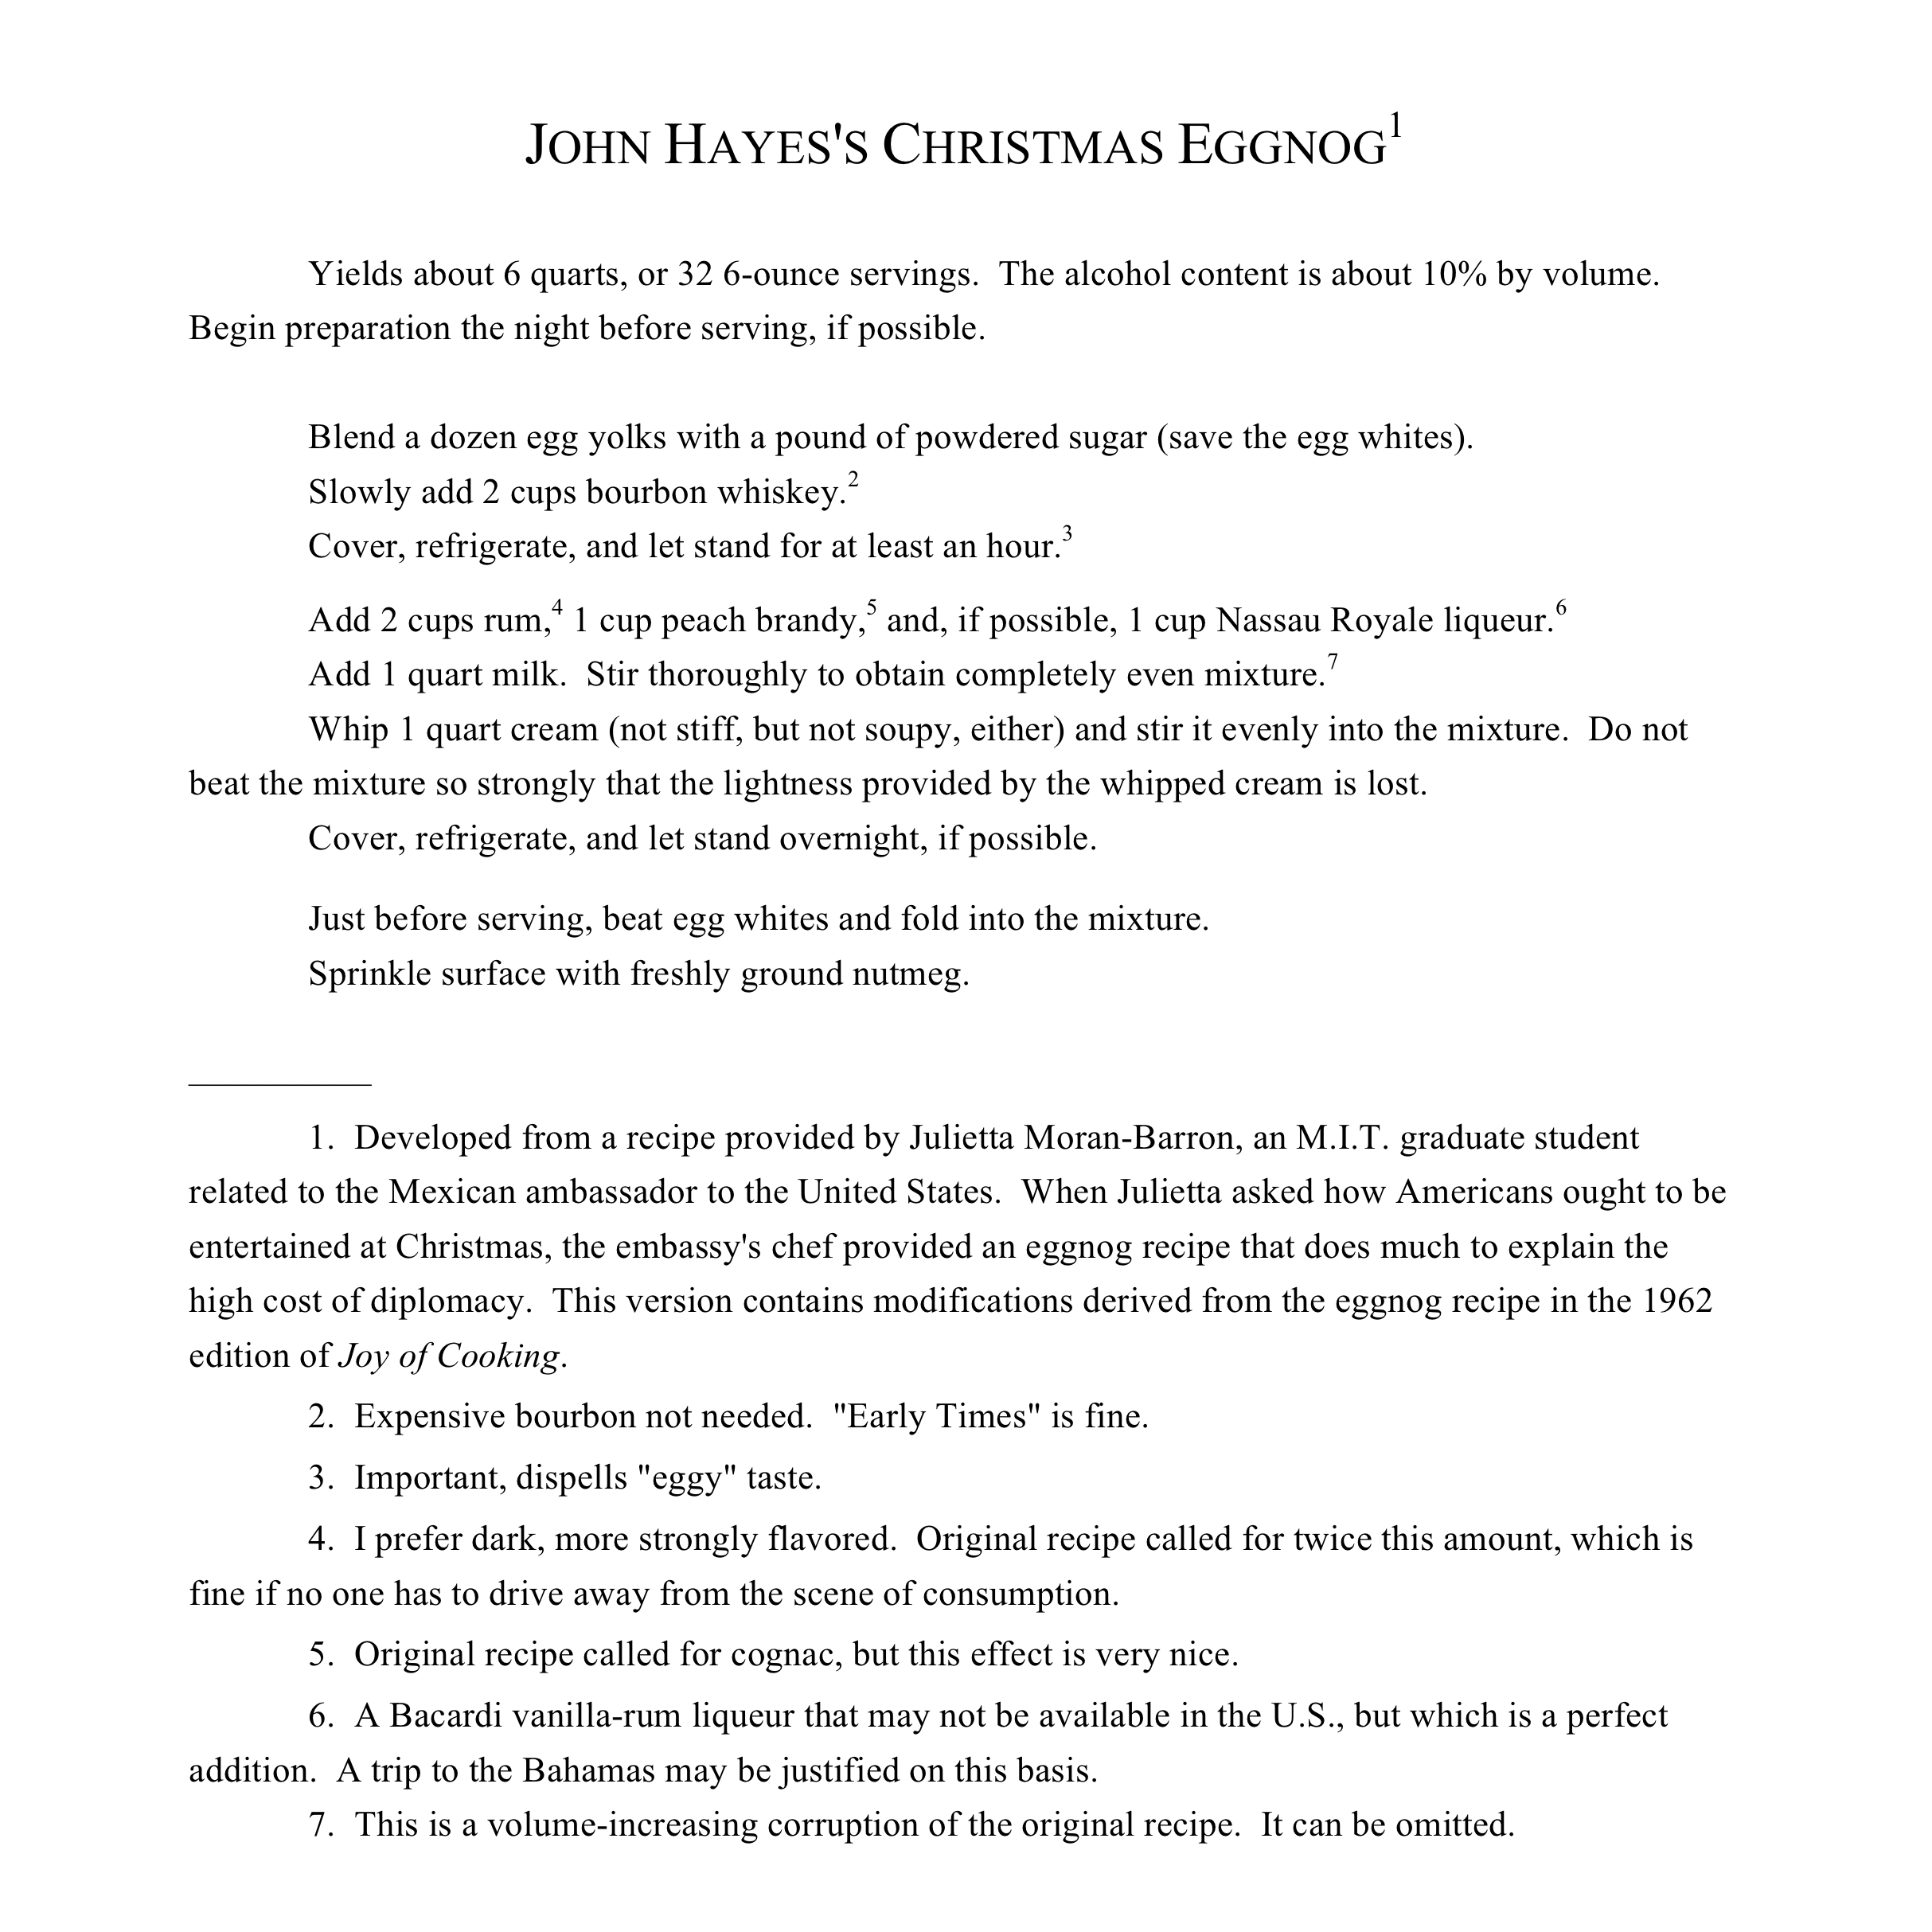 JOHN HAYES'S CHRISTMAS EGGNOG1
Yields about 6 quarts, or 32 6-ounce servings.  The alcohol content is about 10% by volume.
Begin preparation the night before serving, if possible.
Blend a dozen egg yolks with a pound of powdered sugar (save the egg whites).
Slowly add 2 cups bourbon whiskey.2
Cover, refrigerate, and let stand for at least an hour.3
Add 2 cups rum,4 1 cup peach brandy,5 and, if possible, 1 cup Nassau Royale liqueur.6
Add 1 quart milk.  Stir thoroughly to obtain completely even mixture.7
Whip 1 quart cream (not stiff, but not soupy, either) and stir it evenly into the mixture.  Do not
beat the mixture so strongly that the lightness provided by the whipped cream is lost.
Cover, refrigerate, and let stand overnight, if possible.
Just before serving, beat egg whites and fold into the mixture.
Sprinkle surface with freshly ground nutmeg.
1.  Developed from a recipe provided by Julietta Moran-Barron, an M.I.T. graduate student
related to the Mexican ambassador to the United States.  When Julietta asked how Americans ought to be
entertained at Christmas, the embassy's chef provided an eggnog recipe that does much to explain the
high cost of diplomacy.  This version contains modifications derived from the eggnog recipe in the 1962
edition of Joy of Cooking.
2.  Expensive bourbon not needed.  "Early Times" is fine.
3.  Important, dispells "eggy" taste.
4.  I prefer dark, more strongly flavored.  Original recipe called for twice this amount, which is
fine if no one has to drive away from the scene of consumption.
5.  Original recipe called for cognac, but this effect is very nice.
6.  A Bacardi vanilla-rum liqueur that may not be available in the U.S., but which is a perfect
addition.  A trip to the Bahamas may be justified on this basis.
7.  This is a volume-increasing corruption of the original recipe.  It can be omitted.